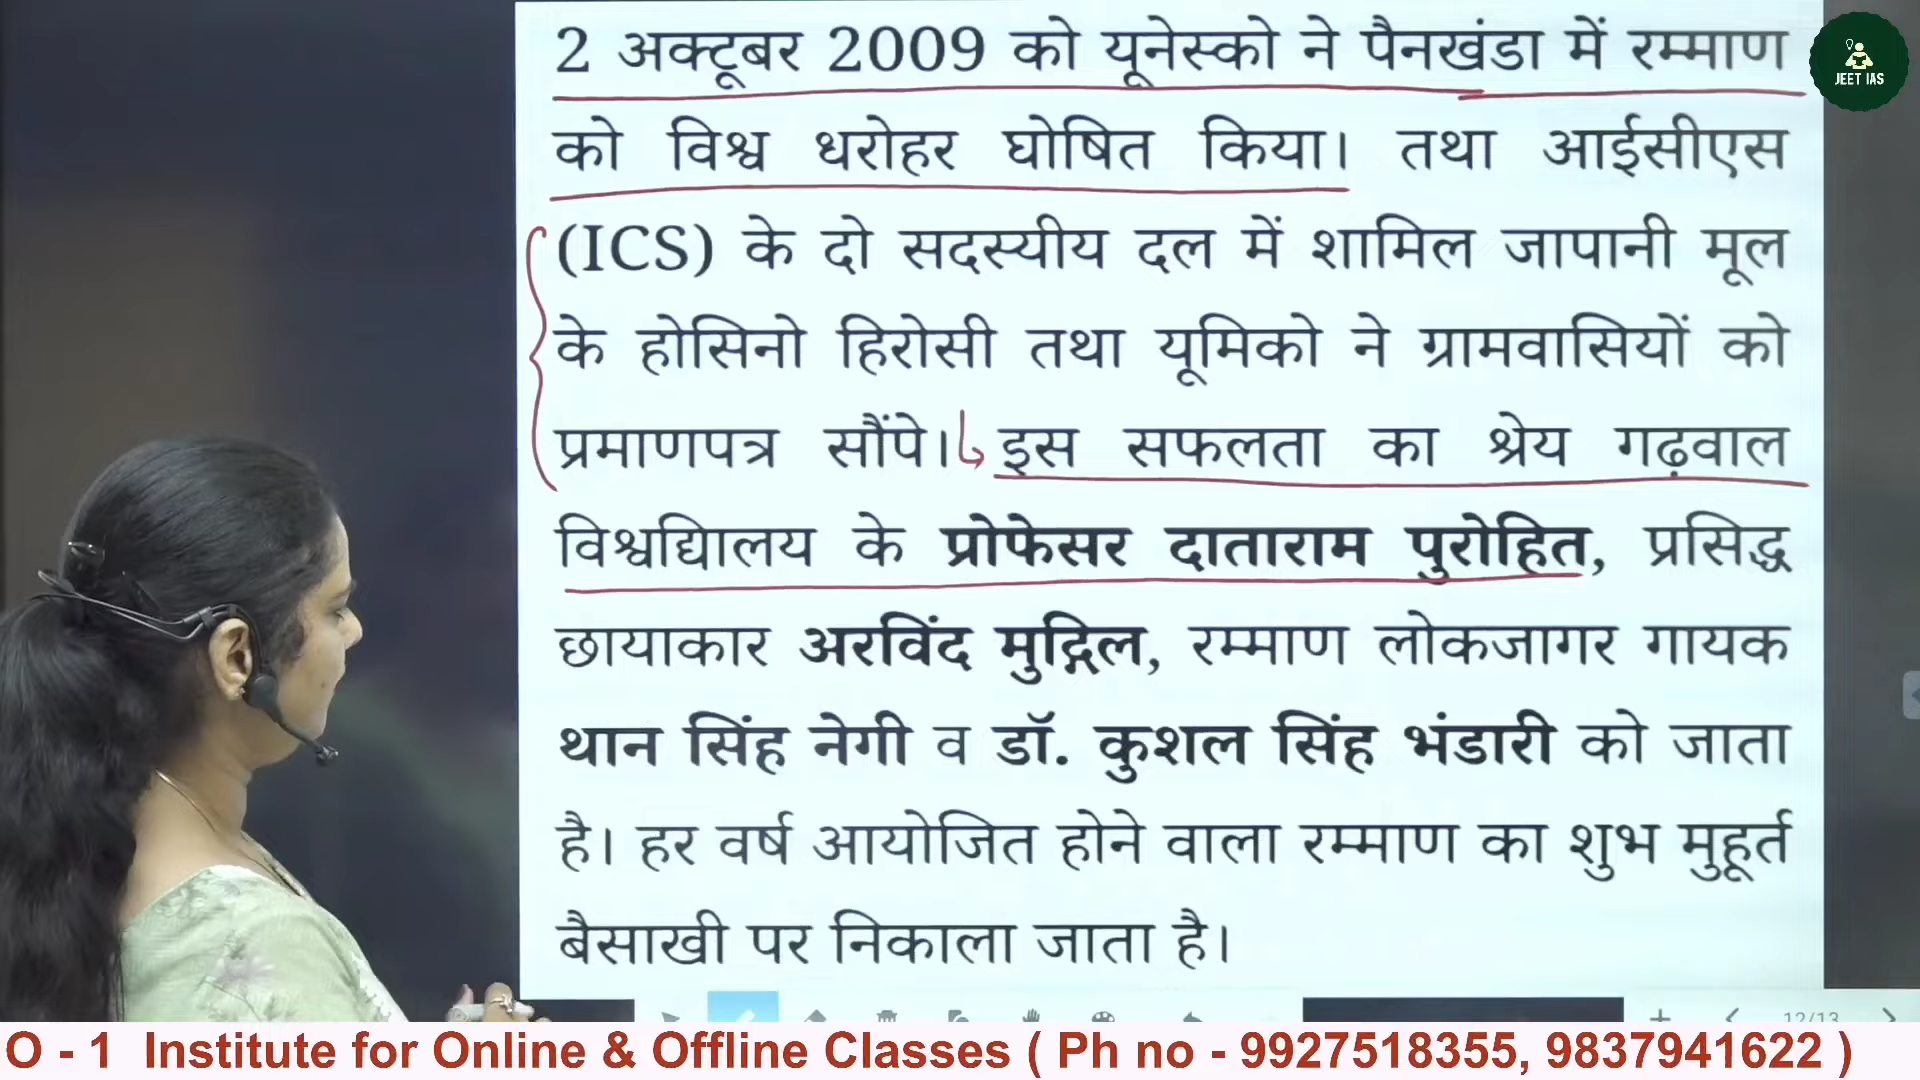 2 अक्टूबर 2009 को यूनेस्को ने पैनखंडा में रम्माण
को विश्व धरोहर घोषित किया। तथा आईसीएस
(ICS) के दो सदस्यीय दल में शामिल जापानी मूल
के होसिनो हिरोसी तथा यूमिको ने ग्रामवासियों को
प्रमाणपत्र सौंपे। इस सफलता का श्रेय गढ़वाल
विश्वद्यिालय के प्रोफेसर दाताराम पुरोहित, प्रसिद्ध
छायाकार अरविंद मुद्गिल, रम्माण लोकजागर गायक
थान सिंह नेगी व डॉ. कुशल सिंह भंडारी को जाता
है। हर वर्ष आयोजित होने वाला रम्माण का शुभ मुहूर्त
बैसाखी पर निकाला जाता है।
JEET IAS
12/13
O - 1 Institute for Online & Offline Classes ( Ph no - 9927518355, 9837941622 )